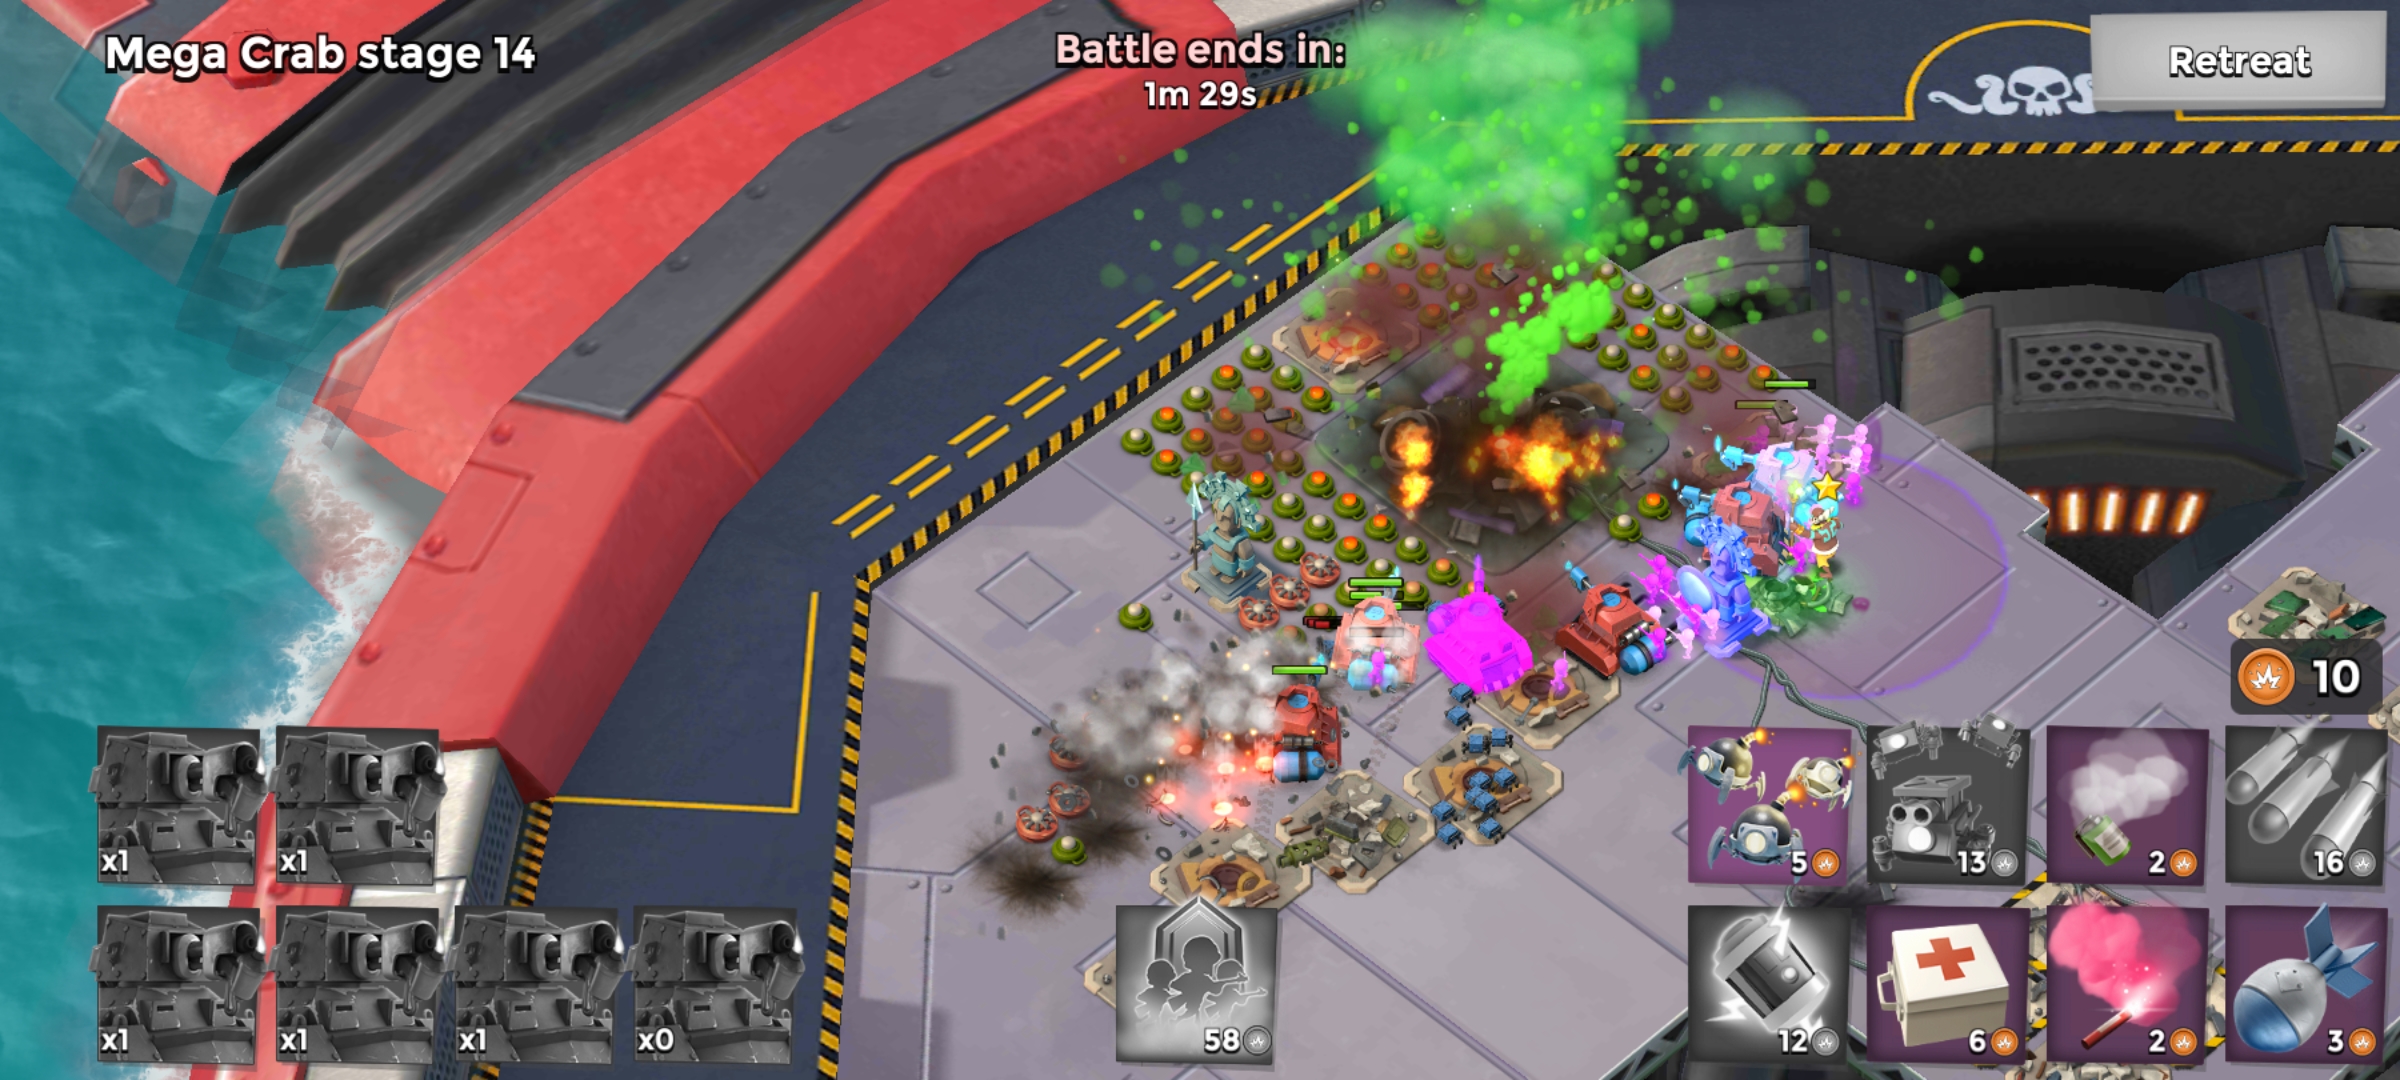 Mega Crab stage 14
Battle ends in:
1m 29s
Retreat
10
x1
x1
5
13
2
16
x1
x1
x1
x0
58
12
6
2
3